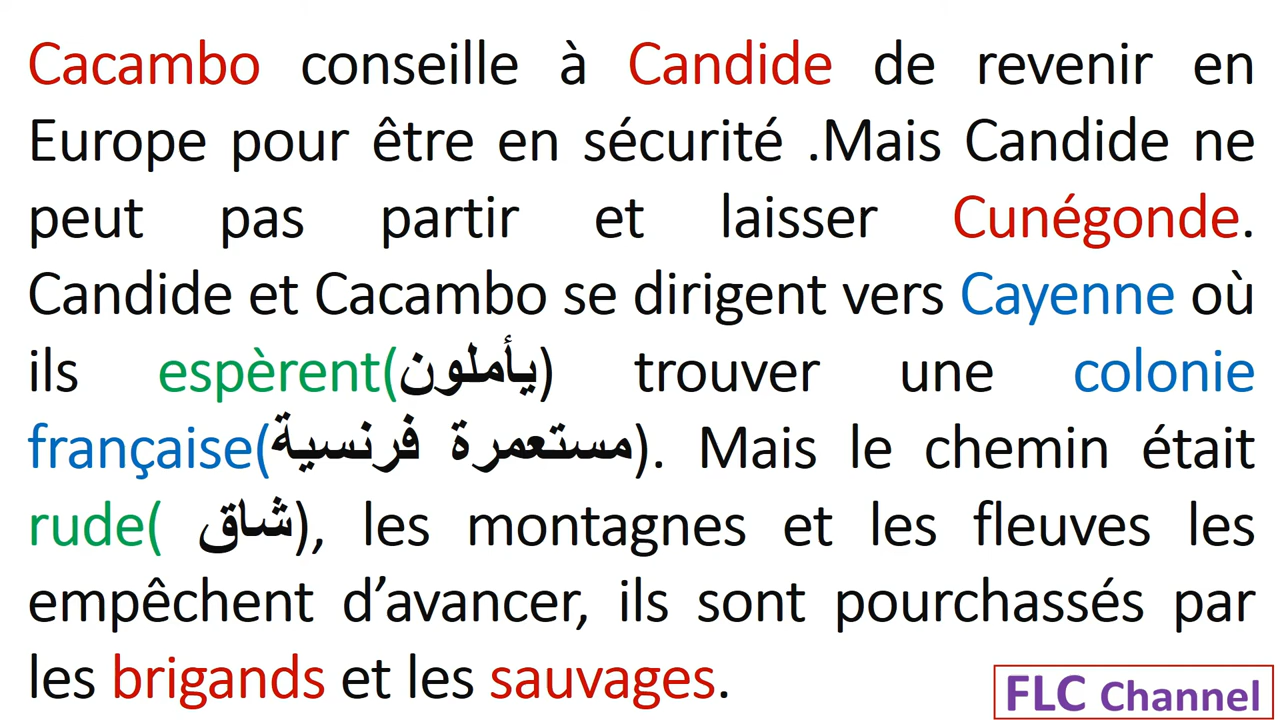 Cacambo conseille à Candide de revenir en
Europe pour être en sécurité .Mais Candide ne
peut pas partir et laisser Cunégonde.
Candide et Cacambo se dirigent vers Cayenne où
ils espèrent(يأملون) trouver une colonie
française(مستعمرة فرنسية). Mais le chemin était
rude( شاق), les montagnes et les fleuves les
empêchent d’avancer, ils sont pourchassés par
les brigands et les sauvages.
FLC Channel